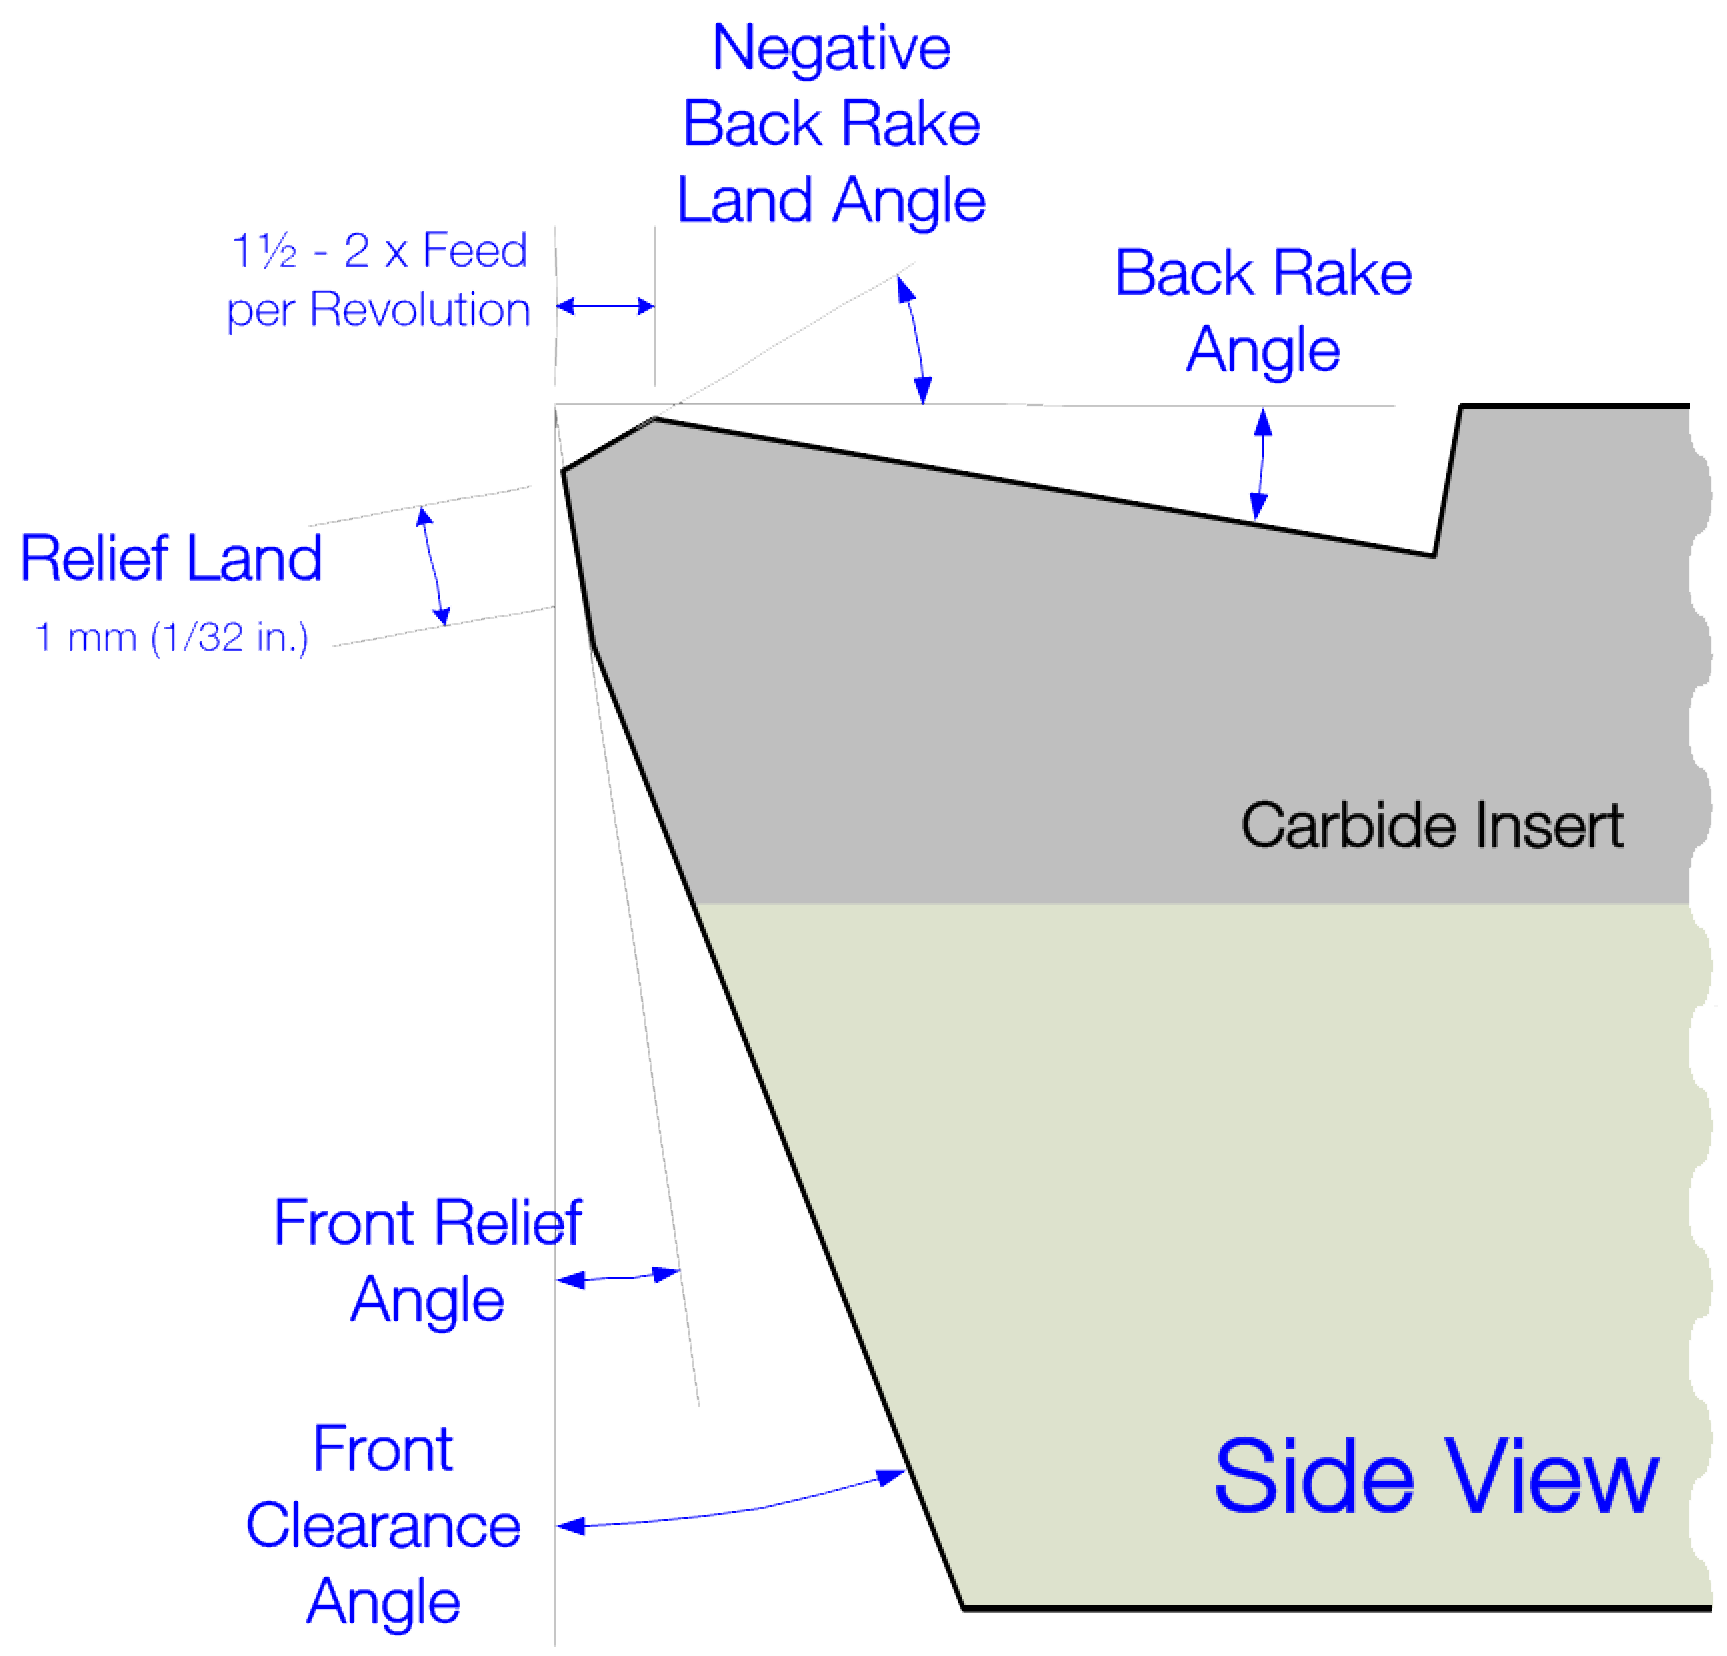 Negative
Back Rake
Land Angle
1½ - 2 x Feed
per Revolution
Back Rake
Angle
Relief Land
1 mm (1/32 in.)
Carbide Insert
Front Relief
Angle
Front
Clearance
Angle
Side View